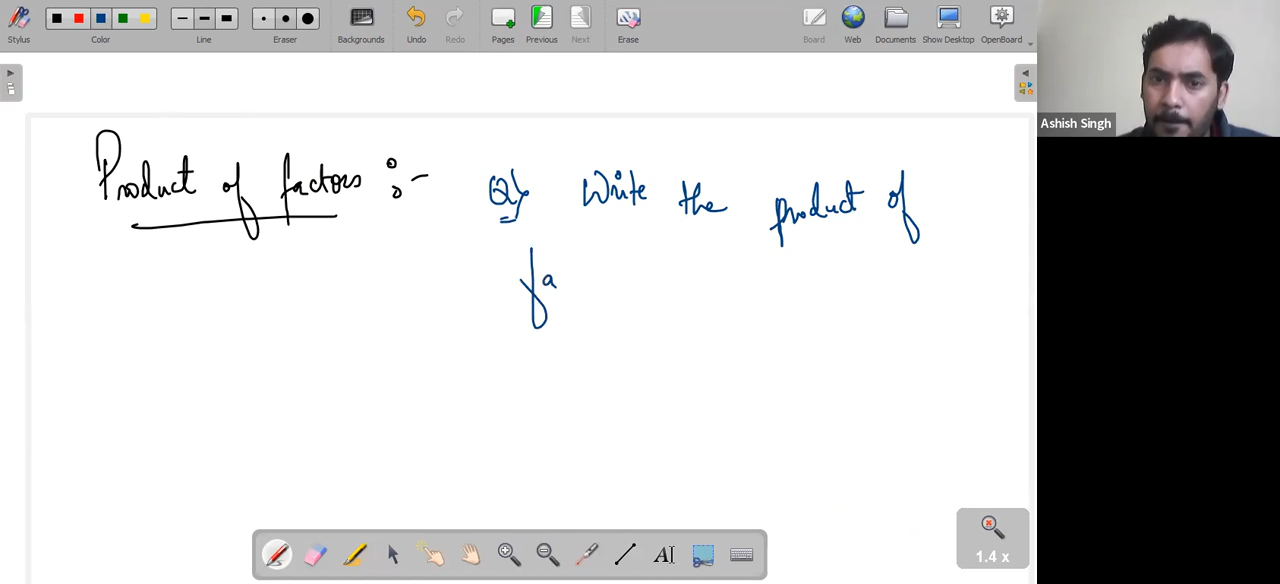 Stylus Color Line Eraser Backgrounds Undo Redo Pages Previous Next Erase Board Web Documents Show Desktop OpenBoard
Ashish Singh
Product of factors :- Q) Write the product of
fa
1.4 x